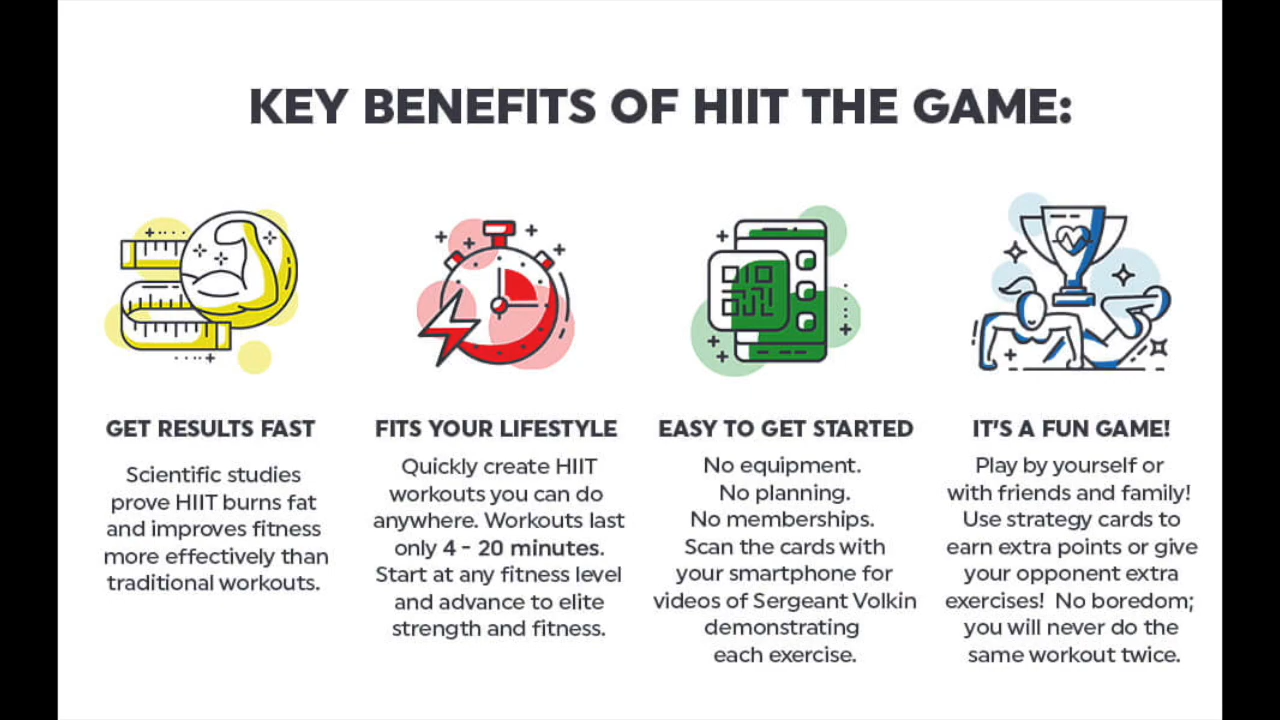 KEY BENEFITS OF HIIT THE GAME:
GET RESULTS FAST
Scientific studies
prove HIIT burns fat
and improves fitness
more effectively than
traditional workouts.
FITS YOUR LIFESTYLE
Quickly create HIIT
workouts you can do
anywhere. Workouts last
only 4 - 20 minutes.
Start at any fitness level
and advance to elite
strength and fitness.
EASY TO GET STARTED
No equipment.
No planning.
No memberships.
Scan the cards with
your smartphone for
videos of Sergeant Volkin
demonstrating
each exercise.
IT'S A FUN GAME!
Play by yourself or
with friends and family!
Use strategy cards to
earn extra points or give
your opponent extra
exercises! No boredom;
you will never do the
same workout twice.